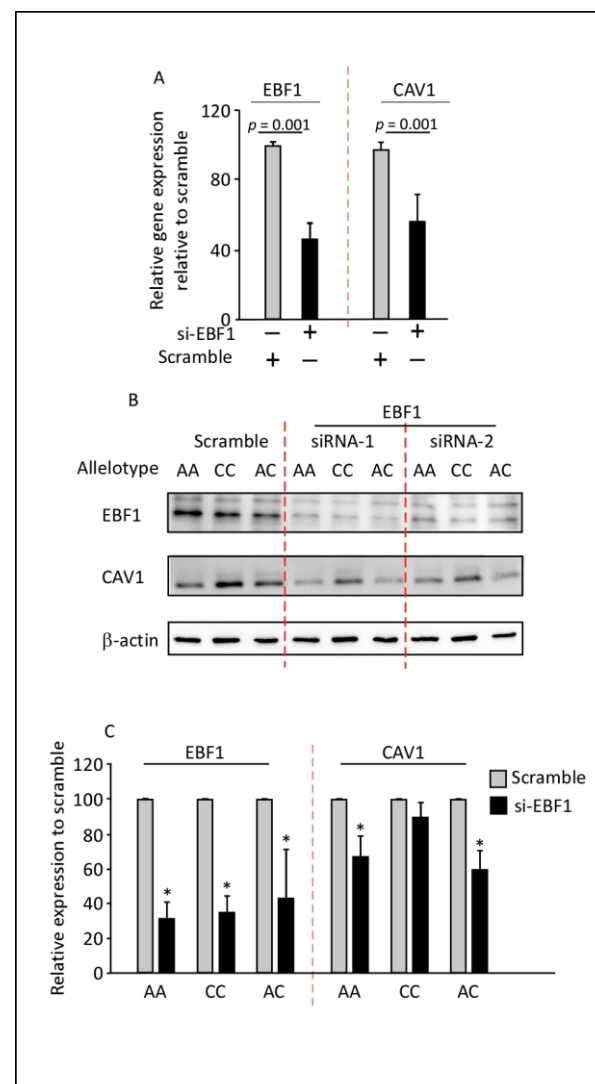 A
EBF1 CAV1
p = 0.001 p = 0.001
Relative gene expression
relative to scramble
120
80
40
0
si-EBF1 – + – +
Scramble + – + –
B
EBF1
Scramble siRNA-1 siRNA-2
Allelotype AA CC AC AA CC AC AA CC AC
EBF1
CAV1
β-actin
C
EBF1 CAV1
Relative expression to scramble
120
100
80
60
40
20
0
* * * * *
Scramble
si-EBF1
AA CC AC AA CC AC